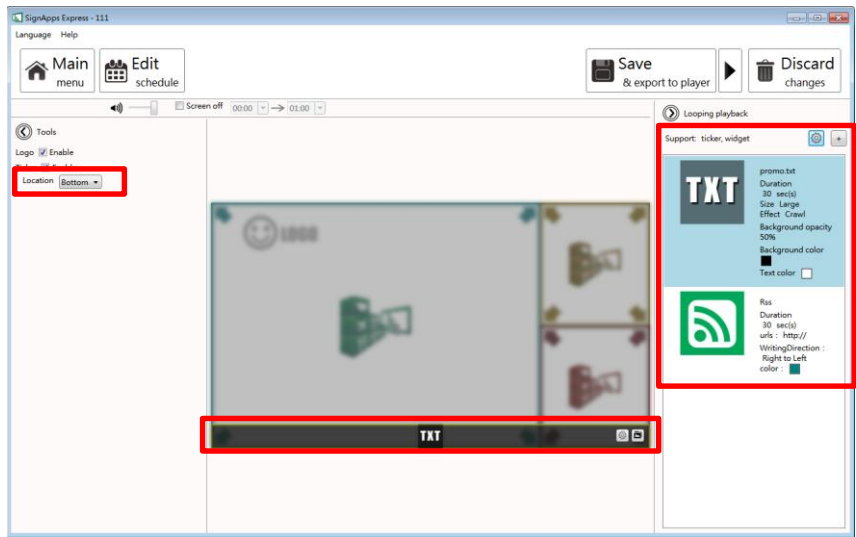 SignApps Express - 111
Language Help
Main
menu
Edit
schedule
Save
& export to player
Discard
changes
Screen off 00:00 → 01:00
Looping playback
Tools
Support: ticker, widget
+
Logo Enable
Location Bottom
TXT
promo.txt
Duration
30 sec(s)
Size Large
Effect Crawl
Background opacity
50%
Background color
Text color
LOGO
Rss
Duration
30 sec(s)
urls : http://
WritingDirection :
Right to Left
color :
TXT